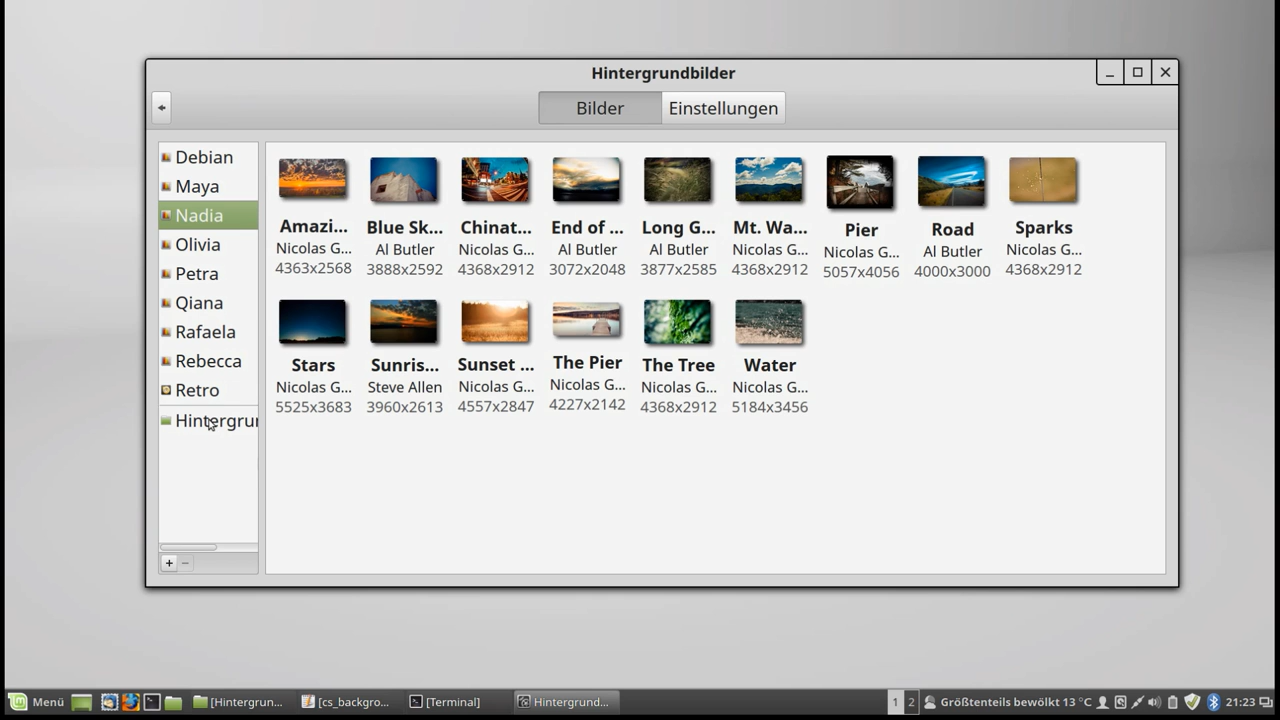 Hintergrundbilder
Bilder Einstellungen
Debian
Maya
Nadia
Olivia
Petra
Qiana
Rafaela
Rebecca
Retro
Hintergrun
Amazi... Blue Sk... Chinat... End of ... Long G... Mt. Wa... Pier Road Sparks
Nicolas G... Al Butler Nicolas G... Al Butler Al Butler Nicolas G... Nicolas G... Al Butler Nicolas G...
4363x2568 3888x2592 4368x2912 3072x2048 3877x2585 4368x2912 5057x4056 4000x3000 4368x2912
Stars Sunris... Sunset ... The Pier The Tree Water
Nicolas G... Steve Allen Nicolas G... Nicolas G... Nicolas G... Nicolas G...
5525x3683 3960x2613 4557x2847 4227x2142 4368x2912 5184x3456
Menü [Hintergrun... [cs_backgro... [Terminal] Hintergrund... 1 2 Größtenteils bewölkt 13 °C 21:23